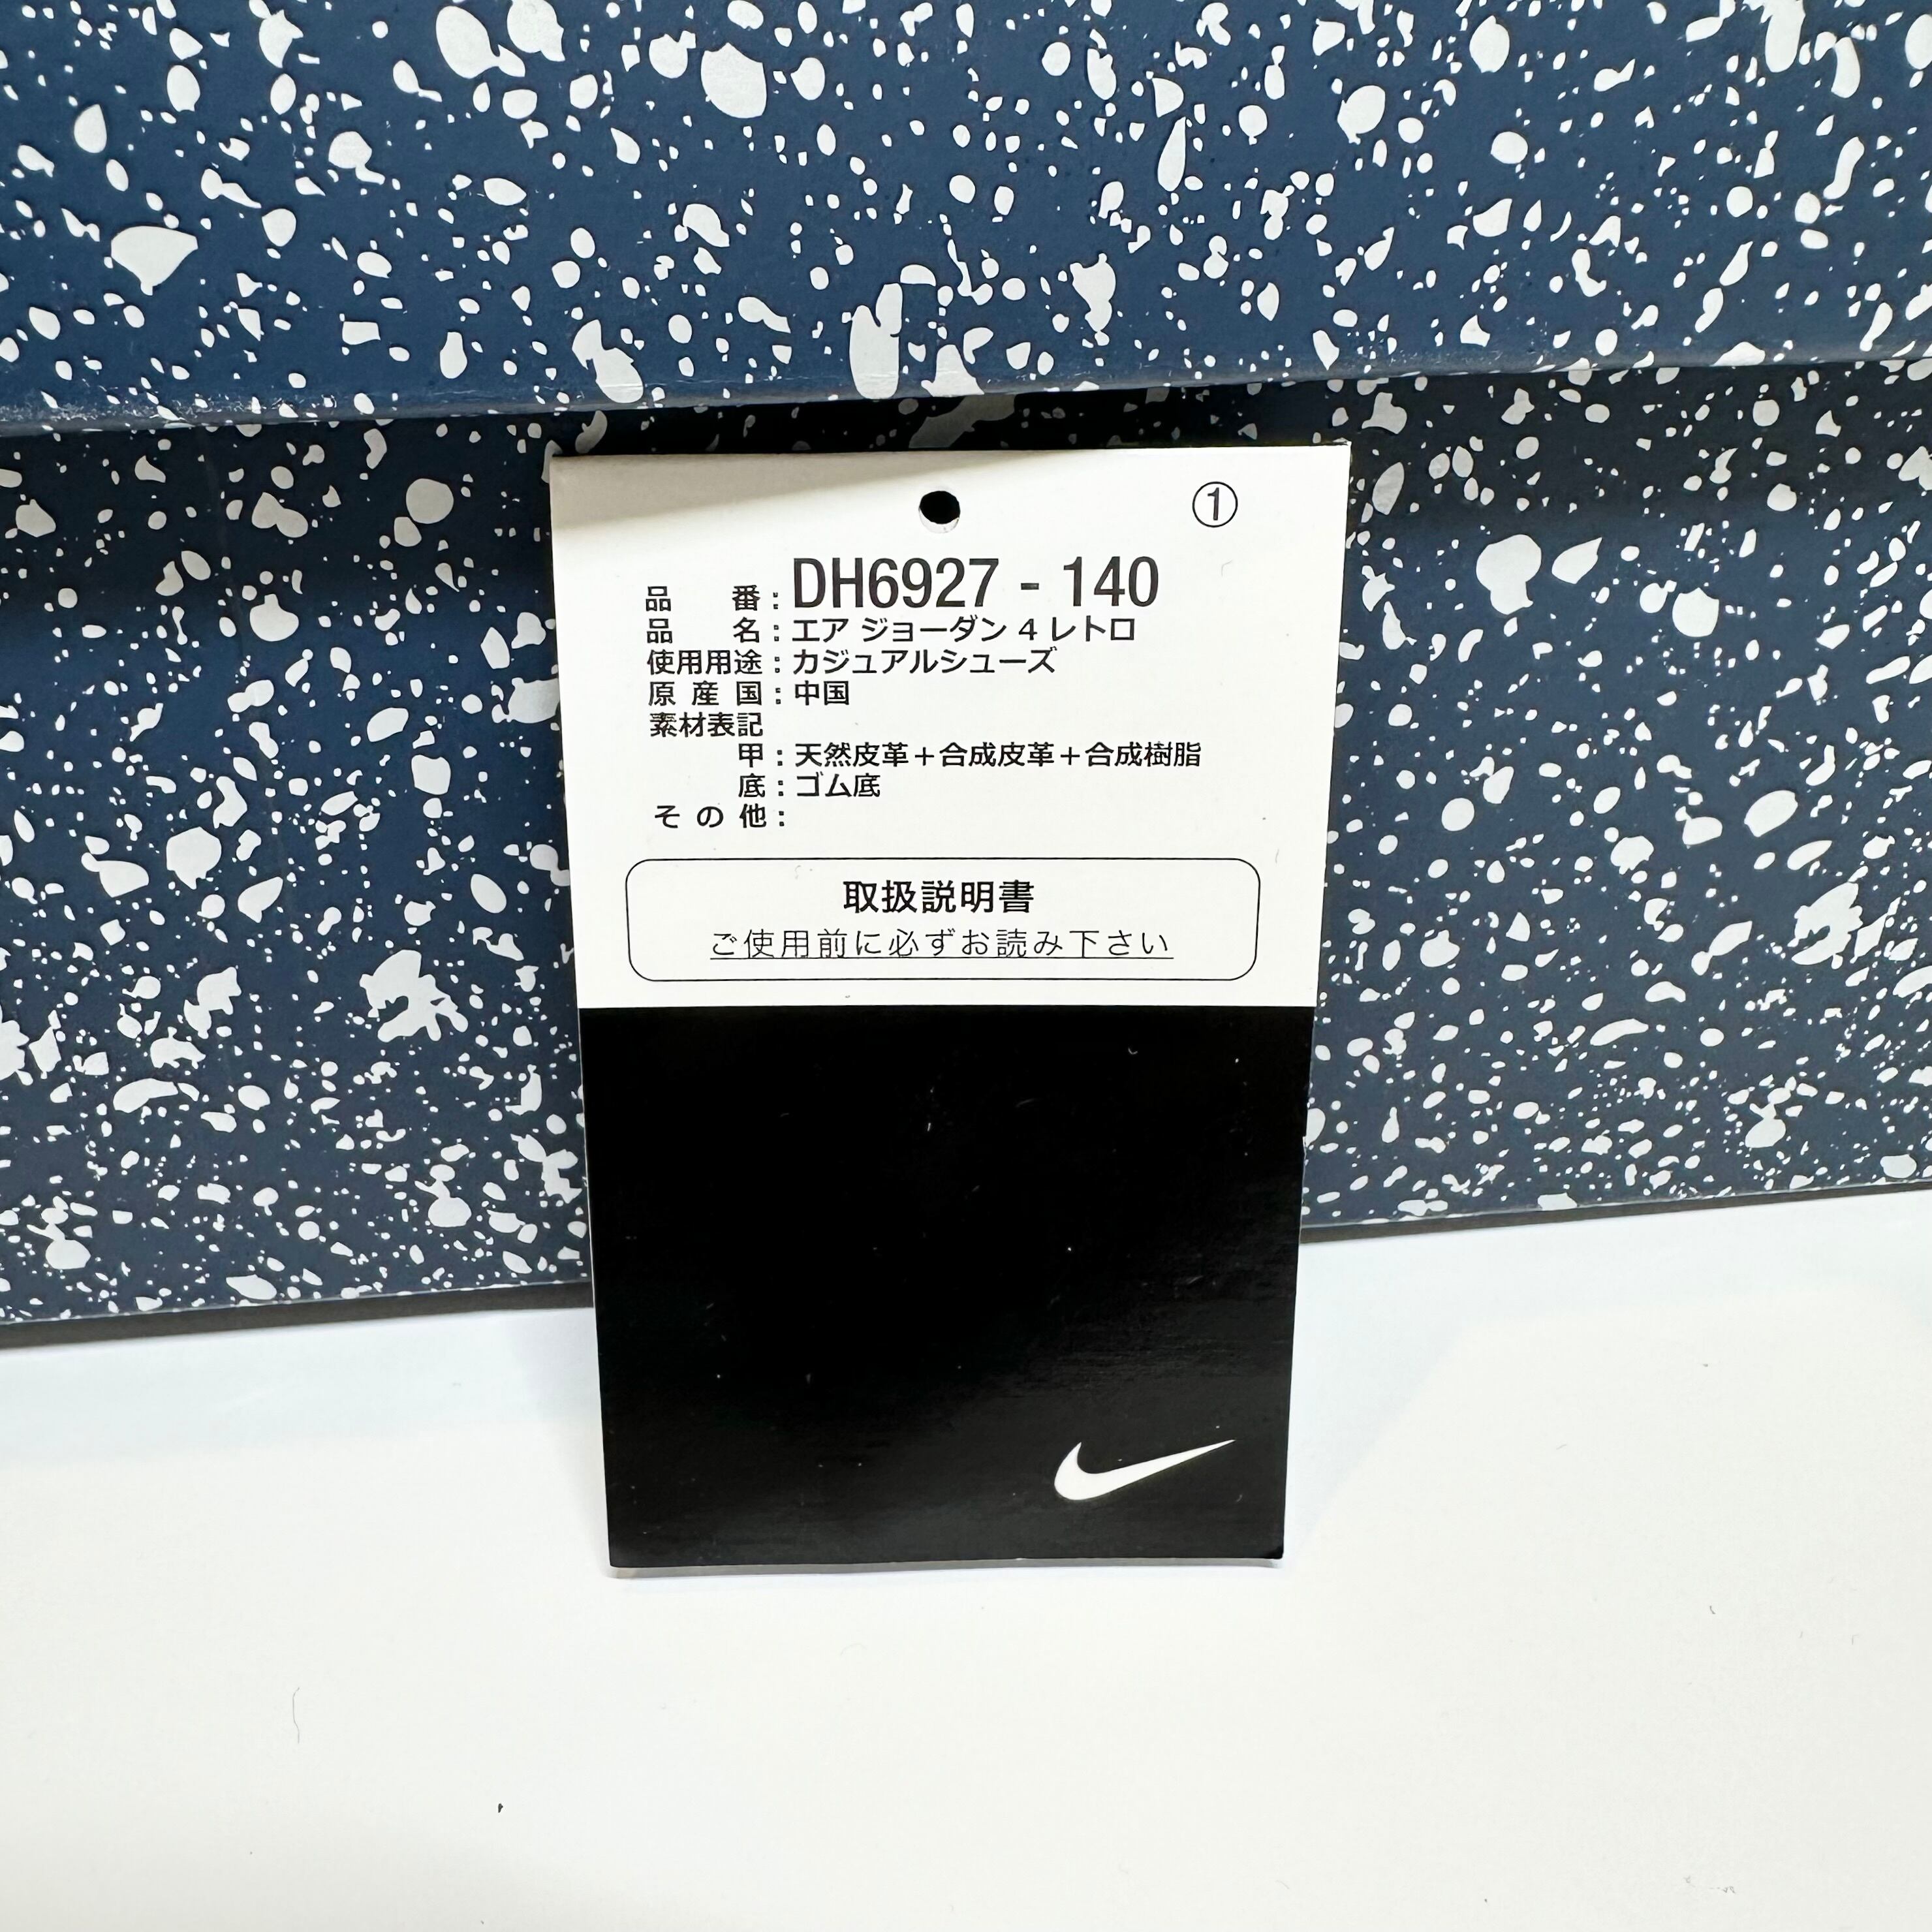 ①
品番：DH6927 - 140
品名：エア ジョーダン 4 レトロ
使用用途：カジュアルシューズ
原産国：中国
素材表記
甲：天然皮革＋合成皮革＋合成樹脂
底：ゴム底
その他：
取扱説明書
ご使用前に必ずお読み下さい